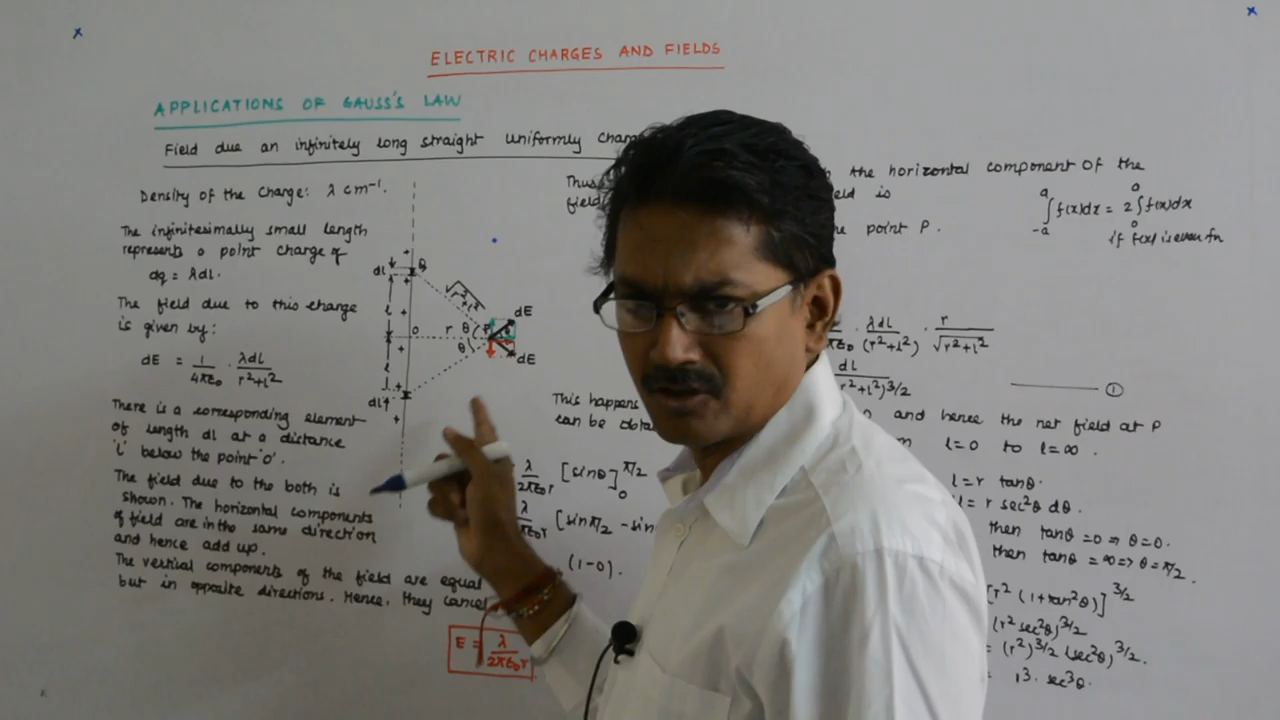 ELECTRIC CHARGES AND FIELDS
APPLICATIONS OF GAUSS'S LAW
Field due an infinitely long straight uniformly
Density of the Charge: λ cm⁻¹.
The infinitesimally small length
represents a point charge of
dq = λdl.
The field due to this charge
is given by:
dE = 1/4πε₀ · λdl/r²+l²
There is a corresponding element
of length dl at a distance
'l' below the point 'o'.
The field due to the both is
shown. The horizontal components
of field are in the same direction
and hence add up.
The vertical components of the field are equal
but in opposite directions. Hence, they cancel
dl
l
O
r
θ
θ
P
dE
dE
l
dl
Thus
field
the horizontal component of the
is
point P.
∫₋ₐᵃ f(x)dx = 2∫₀ᵃ f(x)dx
if f(x) is even fn
λdl/(r²+l²) · r/√r²+l²
dl
r²+l²)3/2
①
This happens
can be
and hence the net field at P
l=0 to l=∞.
λ/2πε₀r [sinθ]₀^π/2
[sinπ/2 - sin
(1-0).
E = λ/2πε₀r
l=r tanθ.
= r sec²θ dθ.
then tanθ =0 ⇒ θ=0.
then tanθ = ∞ ⇒ θ=π/2.
[r² (1+tan²θ)]3/2
(r² sec²θ)3/2
= (r²)3/2 (sec²θ)3/2.
= r³. sec³θ.